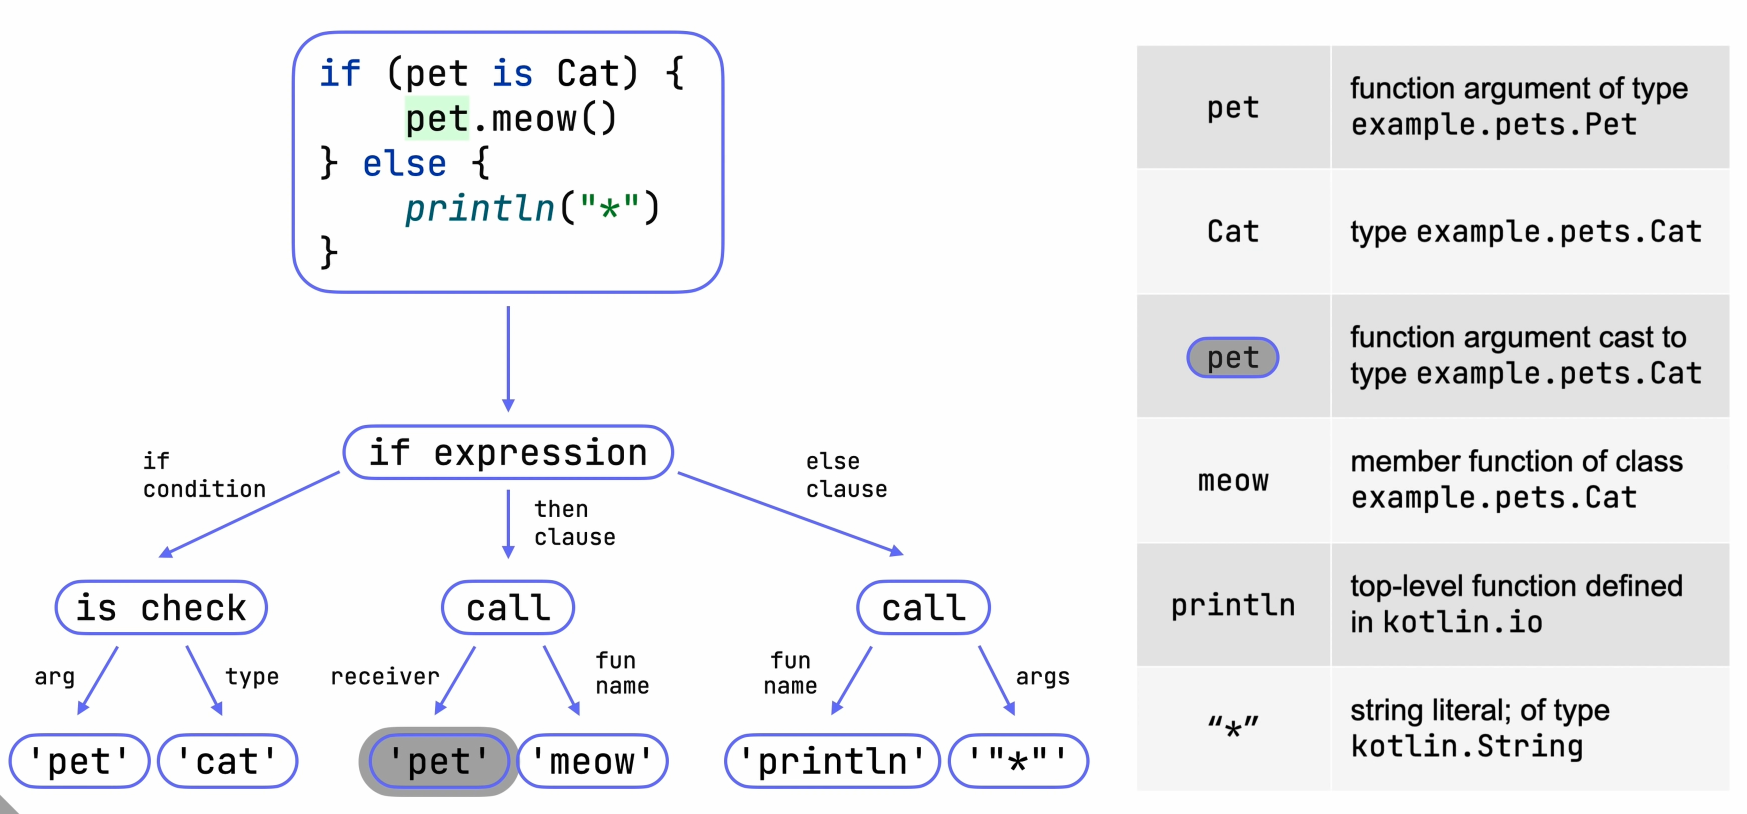 if (pet is Cat) {
    pet.meow()
} else {
    println("*")
}
if expression
if
condition
then
clause
else
clause
is check
call
call
arg
type
receiver
fun
name
fun
name
args
'pet'
'cat'
'pet'
'meow'
'println'
'"*"'
pet
function argument of type
example.pets.Pet
Cat
type example.pets.Cat
pet
function argument cast to
type example.pets.Cat
meow
member function of class
example.pets.Cat
println
top-level function defined
in kotlin.io
“*”
string literal; of type
kotlin.String